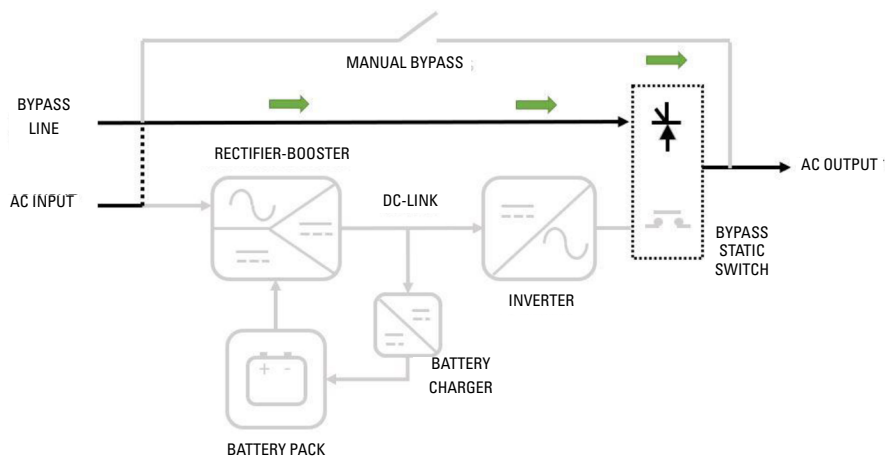 MANUAL BYPASS
BYPASS
LINE
RECTIFIER-BOOSTER
AC OUTPUT
AC INPUT
DC-LINK
BYPASS
STATIC
SWITCH
INVERTER
+ -
BATTERY
CHARGER
BATTERY PACK